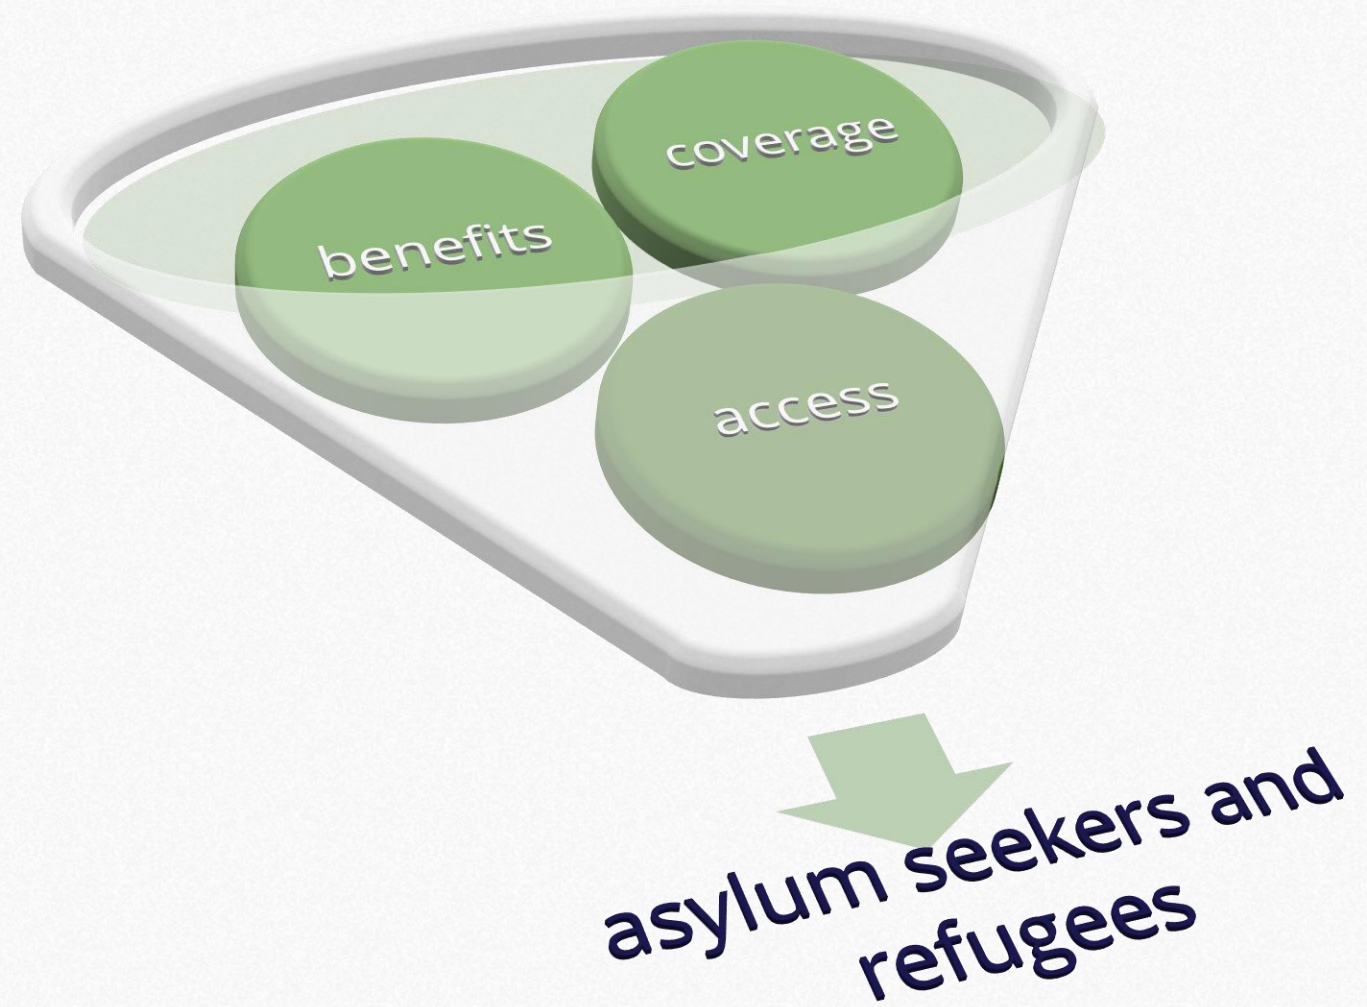 coverage
benefits
access
asylum seekers and
refugees